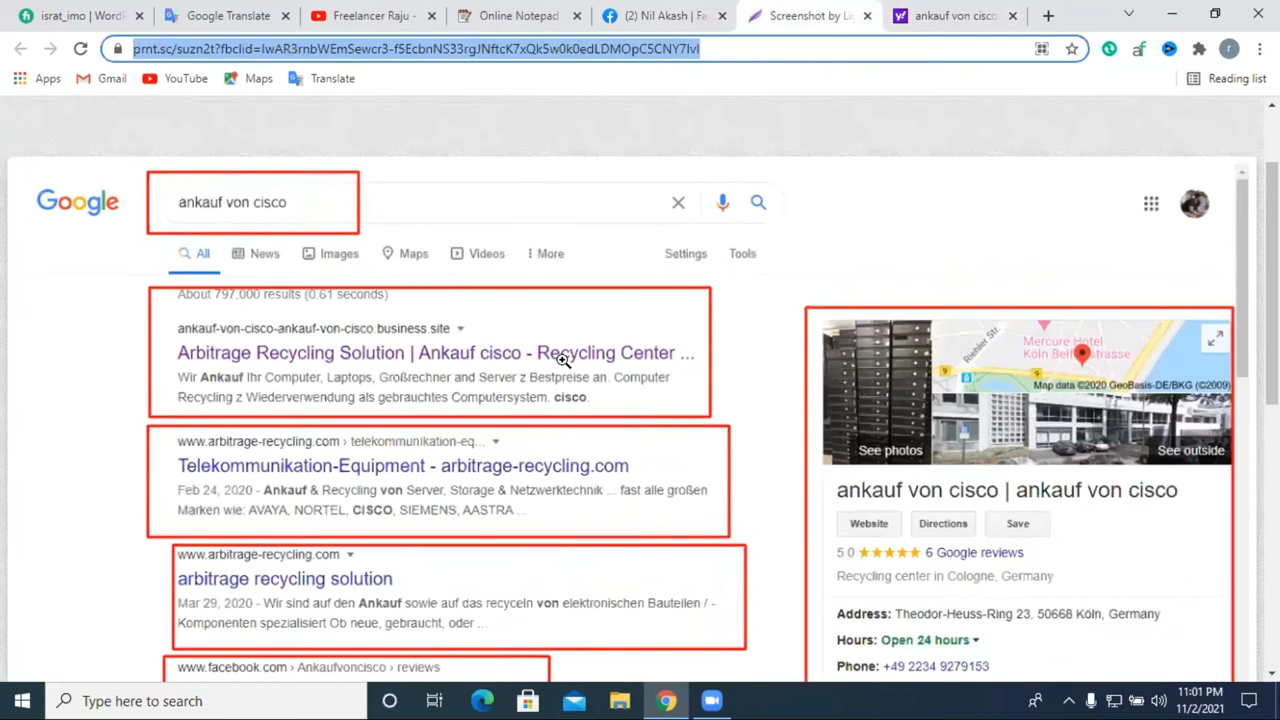 israt_imo | WordP
Google Translate
Freelancer Raju -
Online Notepad
(2) Nil Akash | Fa
Screenshot by Lig
ankauf von cisco
prnt.sc/suzn2t?fbclid=IwAR3rnbWEmSewcr3-f5EcbnNS33rgJNftcK7xQk5w0k0edLDMOpC5CNY7IvI
Apps
Gmail
YouTube
Maps
Translate
Reading list
Google
ankauf von cisco
All
News
Images
Maps
Videos
More
Settings
Tools
About 797,000 results (0.61 seconds)
ankauf-von-cisco-ankauf-von-cisco.business.site
Arbitrage Recycling Solution | Ankauf cisco - Recycling Center ...
Wir Ankauf Ihr Computer, Laptops, Großrechner and Server z Bestpreise an. Computer
Recycling z Wiederverwendung als gebrauchtes Computersystem. cisco.
www.arbitrage-recycling.com › telekommunikation-eq...
Telekommunikation-Equipment - arbitrage-recycling.com
Feb 24, 2020 - Ankauf & Recycling von Server, Storage & Netzwerktechnik ... fast alle großen
Marken wie: AVAYA, NORTEL, CISCO, SIEMENS, AASTRA ...
www.arbitrage-recycling.com
arbitrage recycling solution
Mar 29, 2020 - Wir sind auf den Ankauf sowie auf das recyceln von elektronischen Bauteilen / -
Komponenten spezialisiert Ob neue, gebraucht, oder ...
www.facebook.com › Ankaufvoncisco › reviews
Riehler Str.
Mercure Hotel
Köln Belfortstrasse
9
9
9
Map data ©2020 GeoBasis-DE/BKG (©2009)
See photos
See outside
ankauf von cisco | ankauf von cisco
Website
Directions
Save
5.0 ★★★★★ 6 Google reviews
Recycling center in Cologne, Germany
Address: Theodor-Heuss-Ring 23, 50668 Köln, Germany
Hours: Open 24 hours
Phone: +49 2234 9279153
Type here to search
11:01 PM
11/2/2021